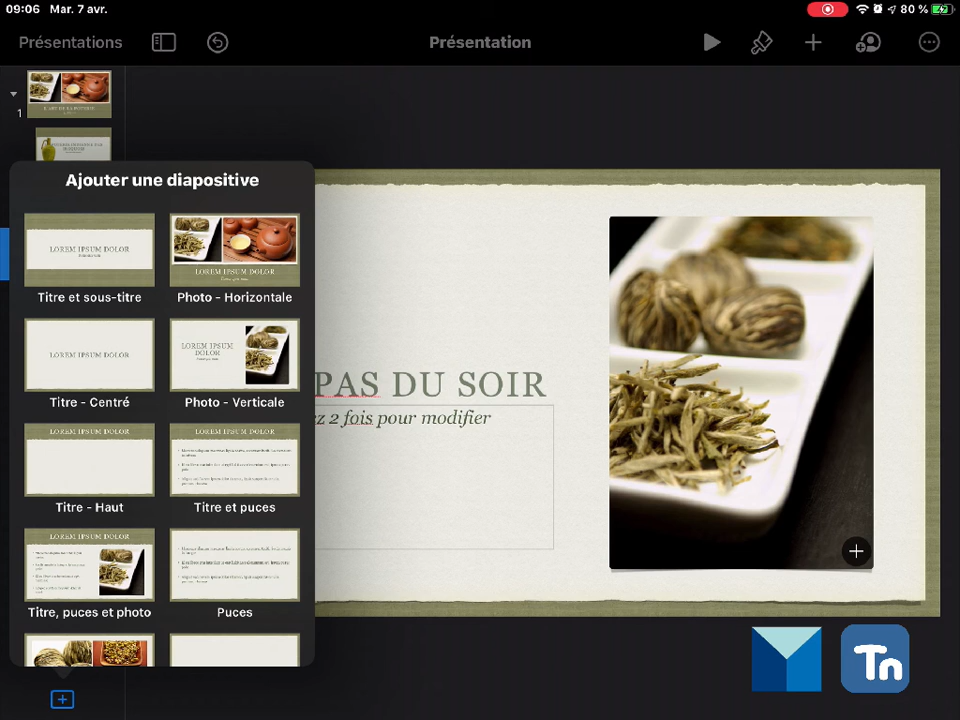 09:06 Mar. 7 avr.
80 %
Présentations
Présentation
1
Ajouter une diapositive
LOREM IPSUM DOLOR
LOREM IPSUM DOLOR
Titre et sous-titre
Photo - Horizontale
LOREM IPSUM DOLOR
LOREM IPSUM DOLOR
Titre - Centré
Photo - Verticale
LOREM IPSUM DOLOR
LOREM IPSUM DOLOR
Titre - Haut
Titre et puces
LOREM IPSUM DOLOR
Titre, puces et photo
Puces
PAS DU SOIR
ez 2 fois pour modifier
Tn